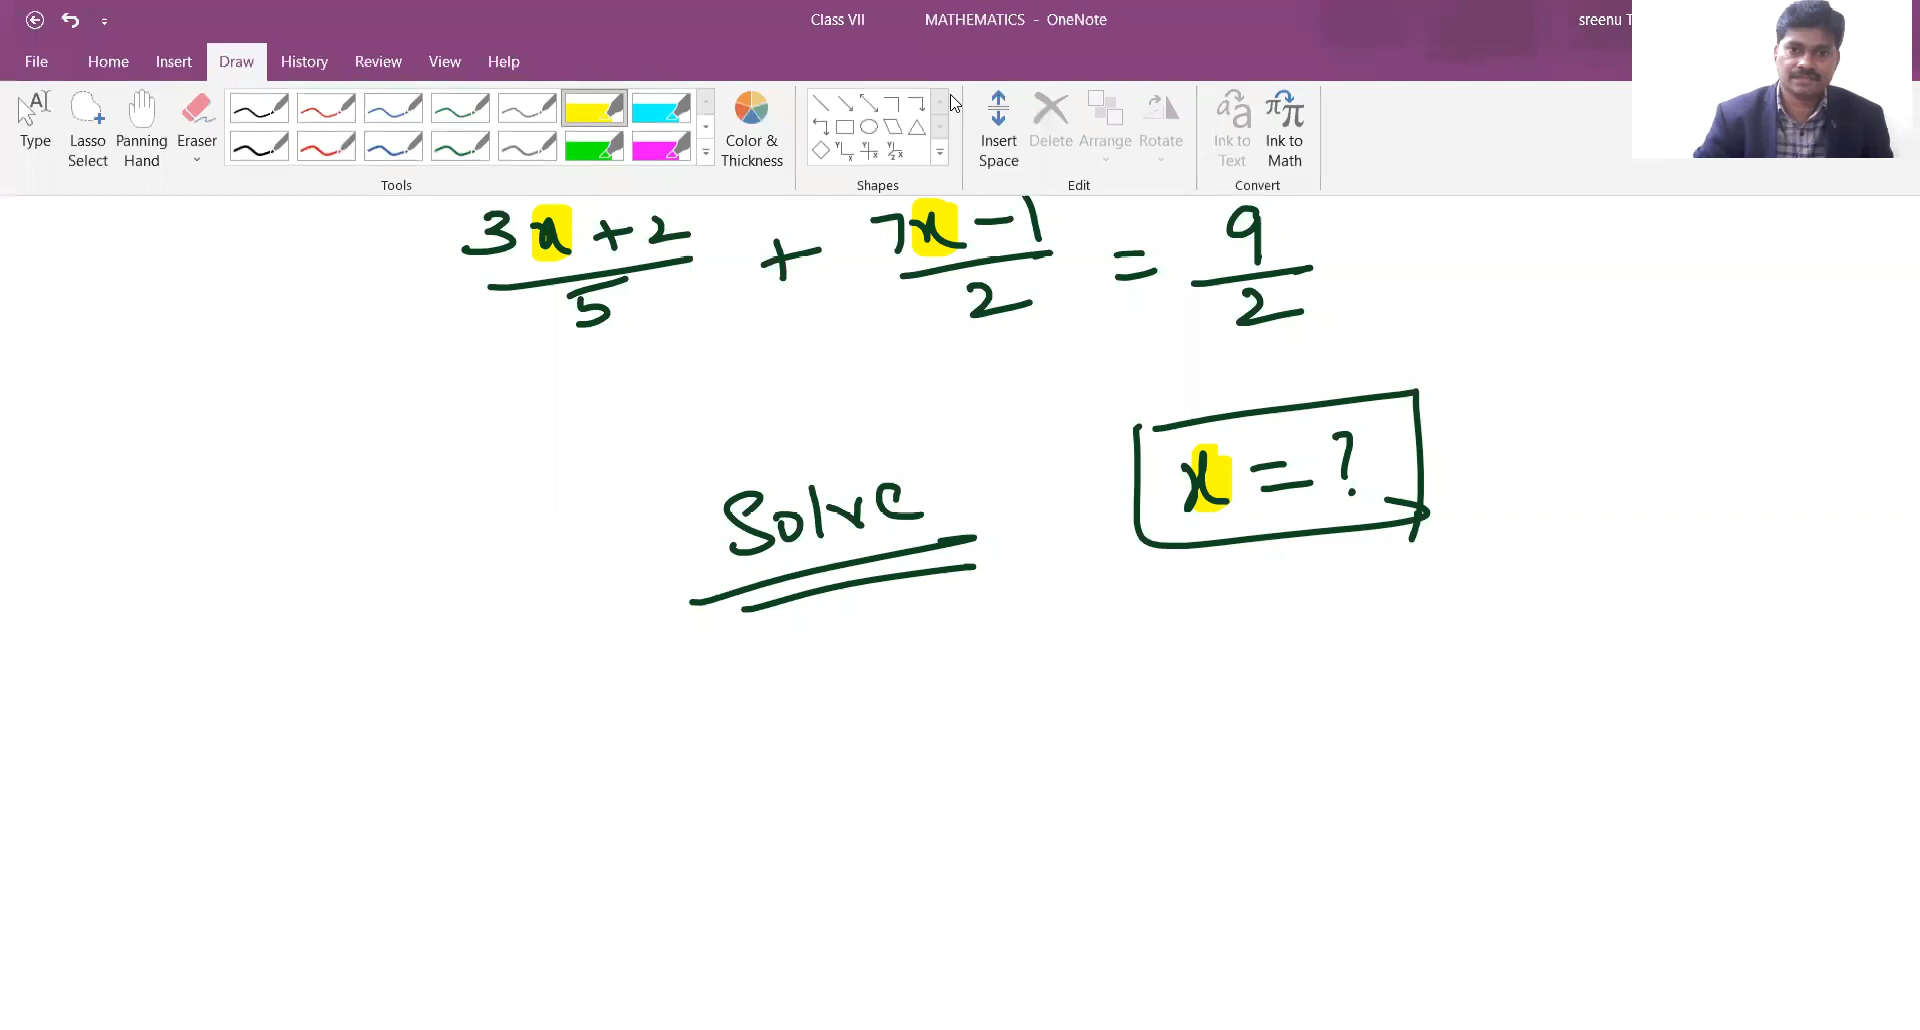 Class VII MATHEMATICS - OneNote sreenu T
File Home Insert Draw History Review View Help
Type Lasso Select Panning Hand Eraser Color & Thickness Insert Space Delete Arrange Rotate Ink to Text Ink to Math
Tools Shapes Edit Convert
3x + 2 / 5 + 7x - 1 / 2 = 9 / 2
x = ?
Solve